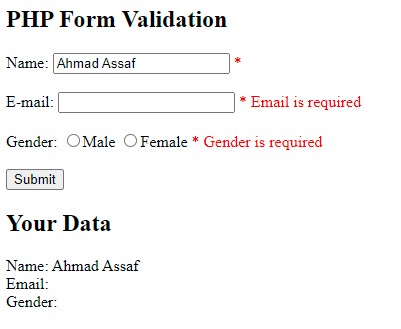 PHP Form Validation
Name: Ahmad Assaf *
E-mail: * Email is required
Gender: Male Female * Gender is required
Submit
Your Data
Name: Ahmad Assaf
Email:
Gender: